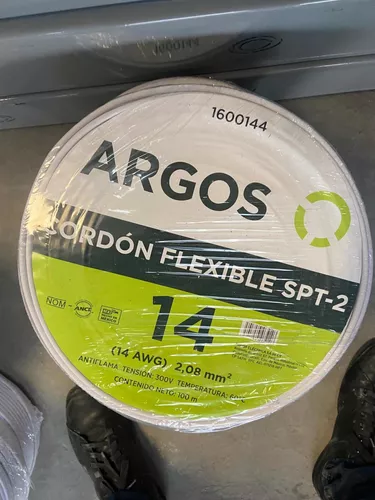 1600144
ARGOS
CORDÓN FLEXIBLE SPT-2
14
NOM - ANCE
(14 AWG) 2,08 mm²
ANTIFLAMA TENSIÓN: 300V TEMPERATURA: 60°C
CONTENIDO NETO: 100 m